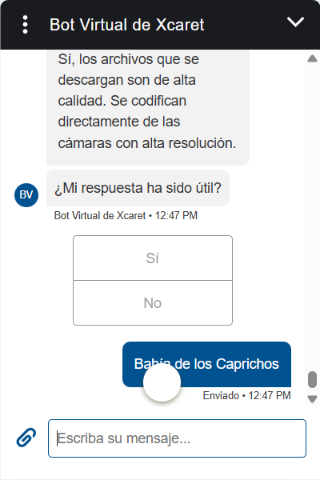 Bot Virtual de Xcaret
Sí, los archivos que se
descargan son de alta
calidad. Se codifican
directamente de las
cámaras con alta resolución.
BV
¿Mi respuesta ha sido útil?
Bot Virtual de Xcaret • 12:47 PM
Sí
No
Bahía de los Caprichos
Enviado • 12:47 PM
Escriba su mensaje...